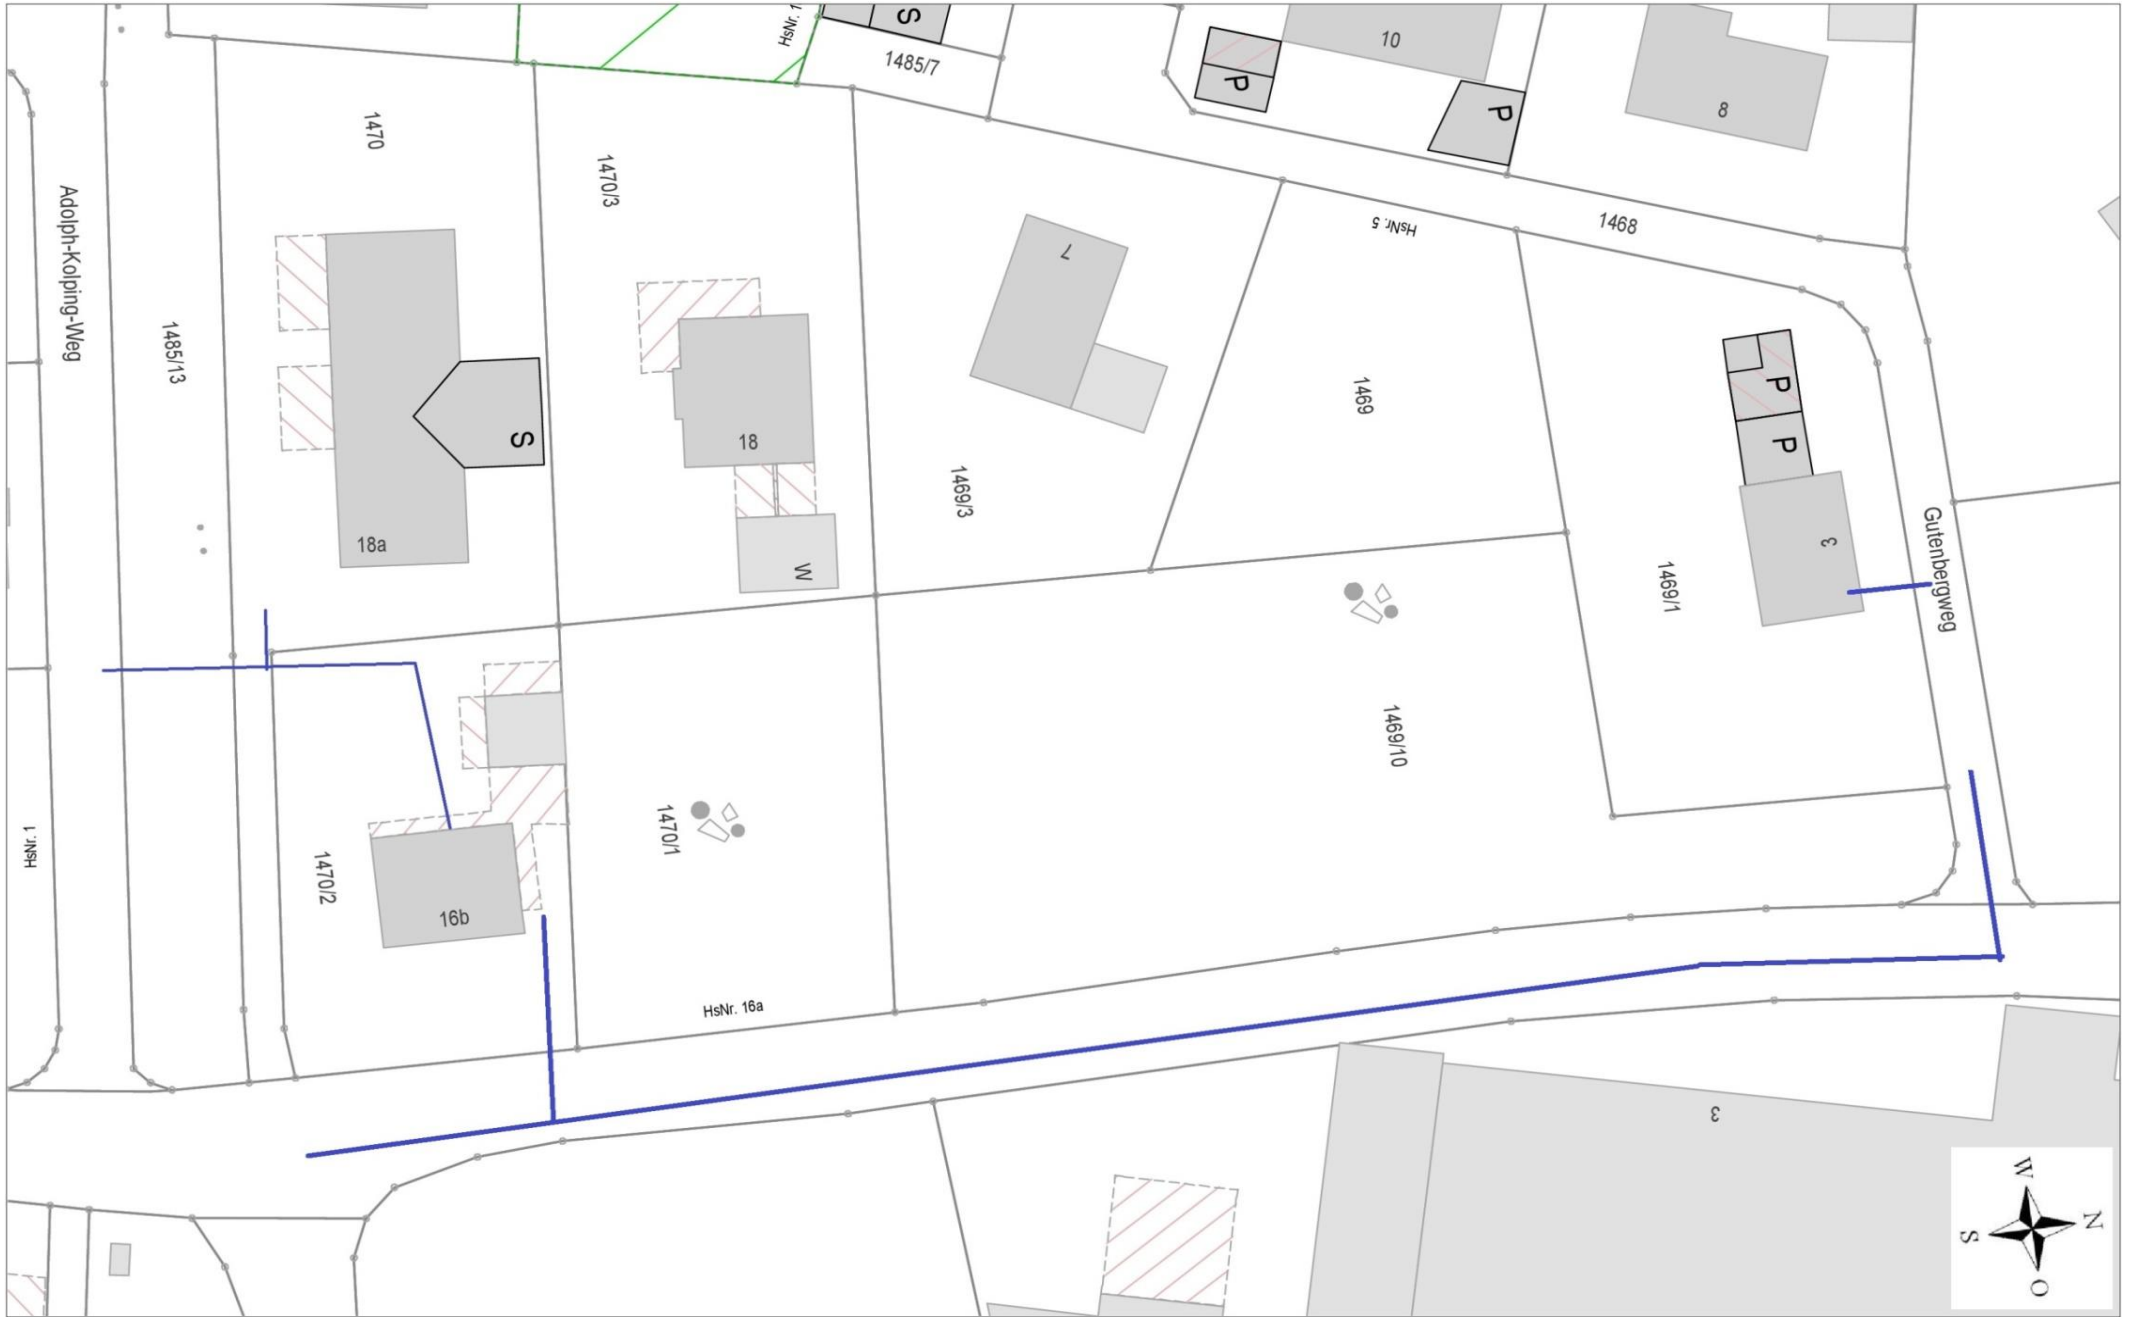 HsNr. 1
S
1485/7
10
P
P
8
1470
1470/3
Adolph-Kolping-Weg
1485/13
7
HsNr. 5
1468
S
18
1469
P
P
18a
W
1469/3
3
Gutenbergweg
1469/1
1469/10
HsNr. 1
1470/2
16b
1470/1
HsNr. 16a
3
W
N
S
O